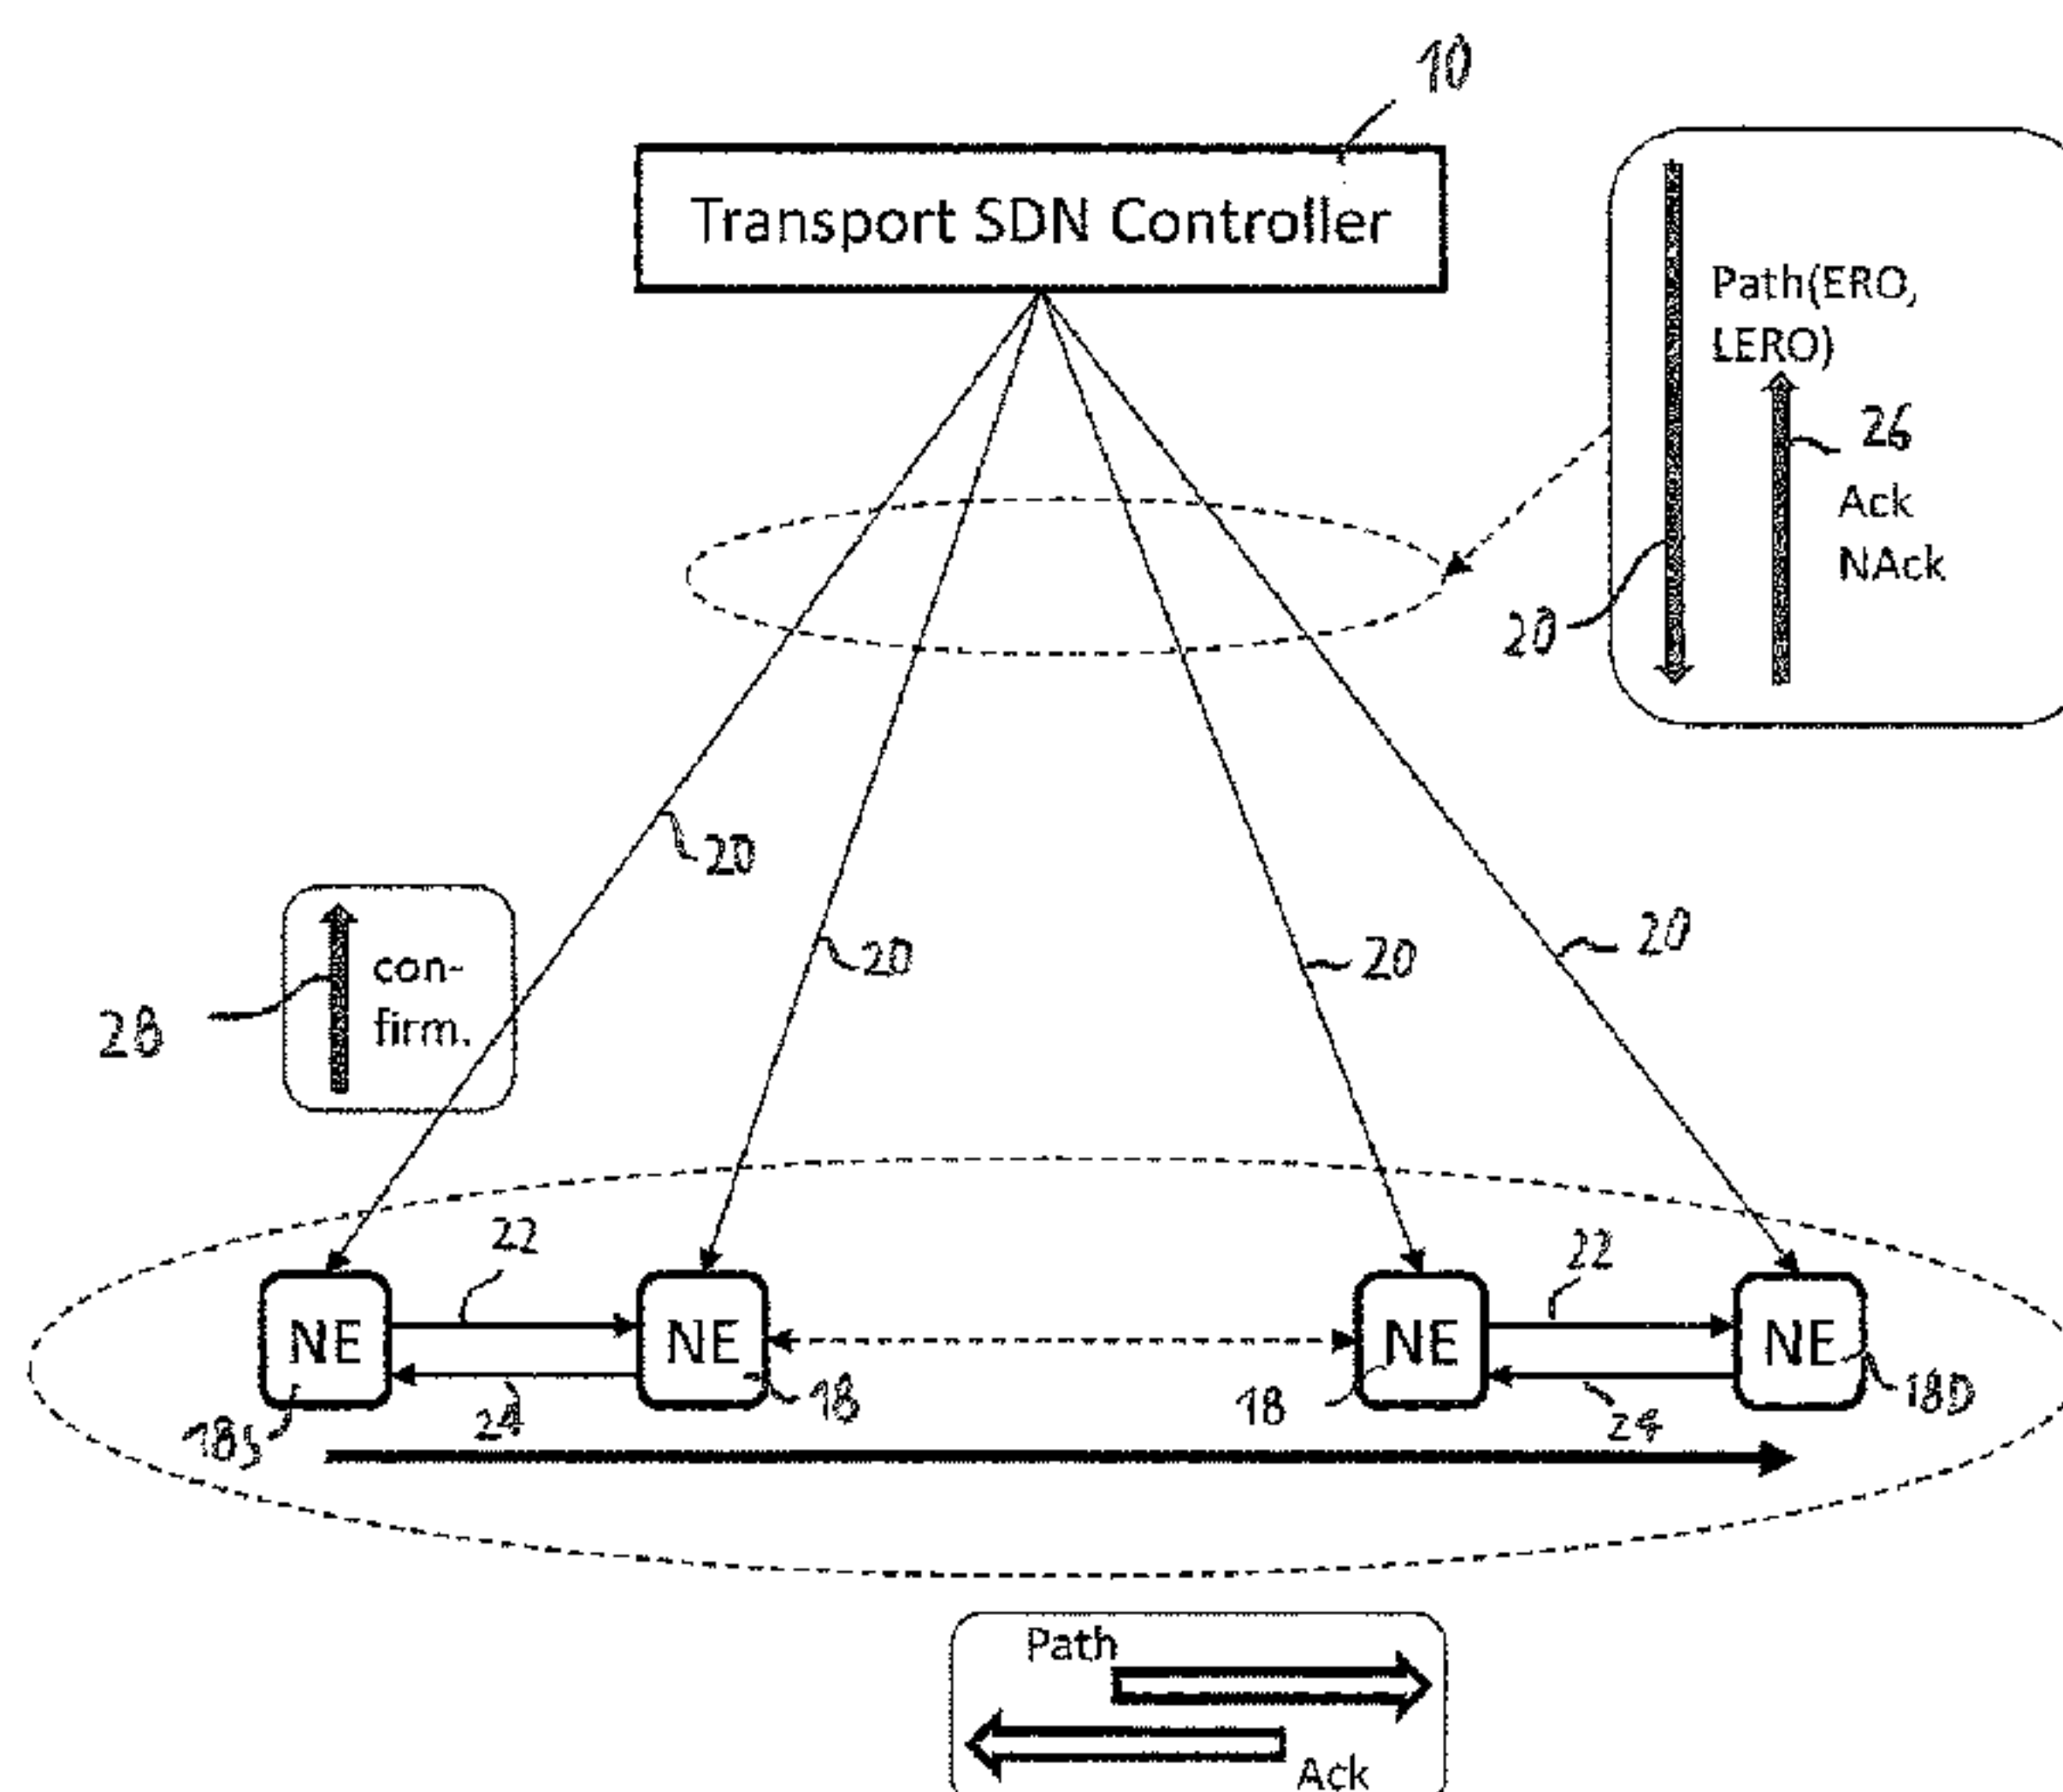 10
Transport SDN Controller
Path(ERO,
LERO)
26
Ack
NAck
20
20
20
20
20
con-
firm.
28
22
22
NE
NE
NE
NE
18S
24
18
18
24
18D
Path
Ack